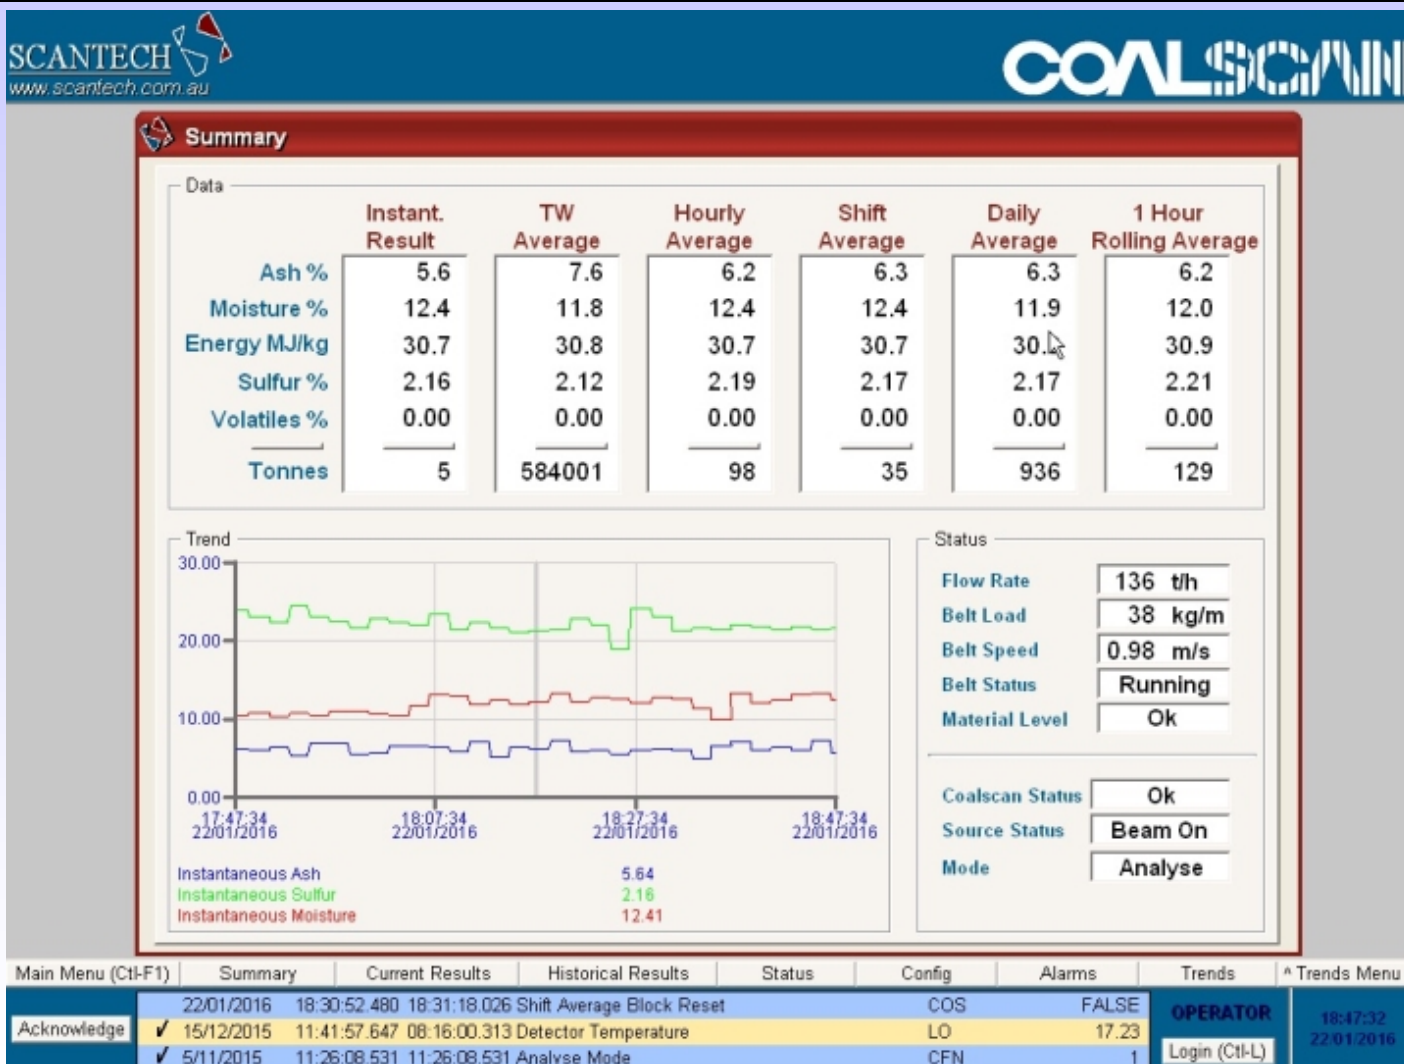 SCANTECH
www.scantech.com.au
COALSCAN
Summary
Data
Instant. Result TW Average Hourly Average Shift Average Daily Average 1 Hour Rolling Average
Ash % 5.6 7.6 6.2 6.3 6.3 6.2
Moisture % 12.4 11.8 12.4 12.4 11.9 12.0
Energy MJ/kg 30.7 30.8 30.7 30.7 30.9
Sulfur % 2.16 2.12 2.19 2.17 2.17 2.21
Volatiles % 0.00 0.00 0.00 0.00 0.00 0.00
Tonnes 5 584001 98 35 936 129
Trend
30.00
20.00
10.00
0.00
17:47:34 18:07:34 18:27:34 18:47:34
22/01/2016 22/01/2016 22/01/2016 22/01/2016
Instantaneous Ash 5.64
Instantaneous Sulfur 2.16
Instantaneous Moisture 12.41
Status
Flow Rate 136 t/h
Belt Load 38 kg/m
Belt Speed 0.98 m/s
Belt Status Running
Material Level Ok
Coalscan Status Ok
Source Status Beam On
Mode Analyse
Main Menu (Ctl-F1) Summary Current Results Historical Results Status Config Alarms Trends ^ Trends Menu
22/01/2016 18:30:52.480 18:31:18.026 Shift Average Block Reset COS FALSE
Acknowledge ✓ 15/12/2015 11:41:57.647 08:16:00.313 Detector Temperature LO 17.23
✓ 5/11/2015 11:26:08.531 11:26:08.531 Analyse Mode CFN 1
OPERATOR
Login (Ctl-L)
18:47:32
22/01/2016